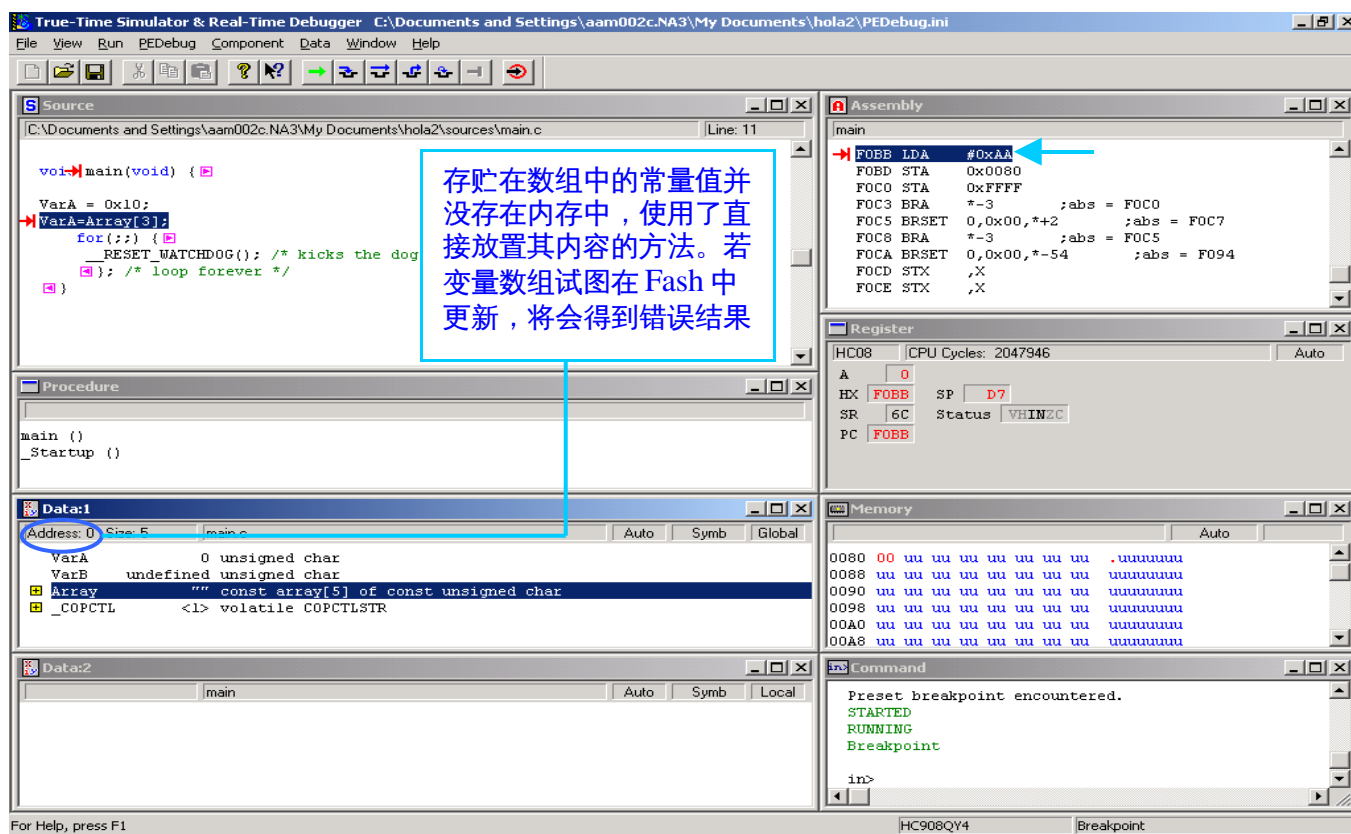 True-Time Simulator & Real-Time Debugger C:\Documents and Settings\aam002c.NA3\My Documents\hola2\PEDebug.ini
File View Run PEDebug Component Data Window Help
Source
C:\Documents and Settings\aam002c.NA3\My Documents\hola2\sources\main.c Line: 11
void main(void) {
VarA = 0x10;
VarA=Array[3];
for(;;) {
__RESET_WATCHDOG(); /* kicks the dog
}; /* loop forever */
}
存贮在数组中的常量值并
没存在内存中，使用了直
接放置其内容的方法。若
变量数组试图在 Fash 中
更新，将会得到错误结果
Assembly
main
F0BB LDA #0xAA
F0BD STA 0x0080
F0C0 STA 0xFFFF
F0C3 BRA *-3 ;abs = F0C0
F0C5 BRSET 0,0x00,*+2 ;abs = F0C7
F0C8 BRA *-3 ;abs = F0C5
F0CA BRSET 0,0x00,*-54 ;abs = F094
F0CD STX ,X
F0CE STX ,X
Register
HC08 CPU Cycles: 2047946 Auto
A 0
HX F0BB SP D7
SR 6C Status VHINZC
PC F0BB
Procedure
main ()
_Startup ()
Data:1
Address: 0 Size: 5 main.c Auto Symb Global
VarA 0 unsigned char
VarB undefined unsigned char
Array "" const array[5] of const unsigned char
_COPCTL <1> volatile COPCTLSTR
Memory
Auto
0080 00 uu uu uu uu uu uu uu .uuuuuuu
0088 uu uu uu uu uu uu uu uu uuuuuuuu
0090 uu uu uu uu uu uu uu uu uuuuuuuu
0098 uu uu uu uu uu uu uu uu uuuuuuuu
00A0 uu uu uu uu uu uu uu uu uuuuuuuu
00A8 uu uu uu uu uu uu uu uu uuuuuuuu
Data:2
main Auto Symb Local
Command
Preset breakpoint encountered.
STARTED
RUNNING
Breakpoint
in>
For Help, press F1 HC908QY4 Breakpoint